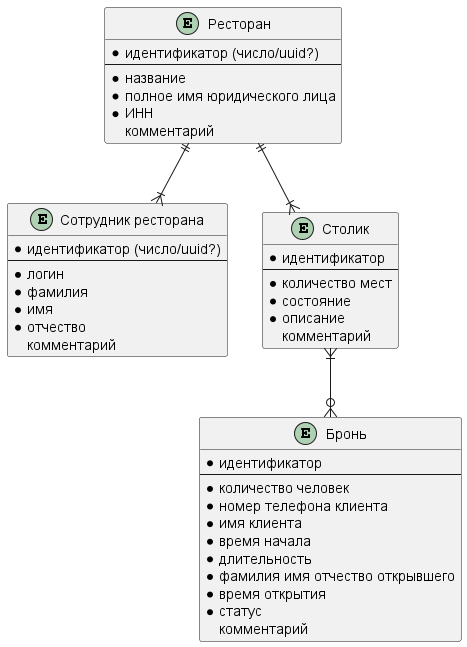 E Ресторан
идентификатор (число/uuid?)
название
полное имя юридического лица
ИНН
комментарий
E Сотрудник ресторана
идентификатор (число/uuid?)
логин
фамилия
имя
отчество
комментарий
E Столик
идентификатор
количество мест
состояние
описание
комментарий
E Бронь
идентификатор
количество человек
номер телефона клиента
имя клиента
время начала
длительность
фамилия имя отчество открывшего
время открытия
статус
комментарий